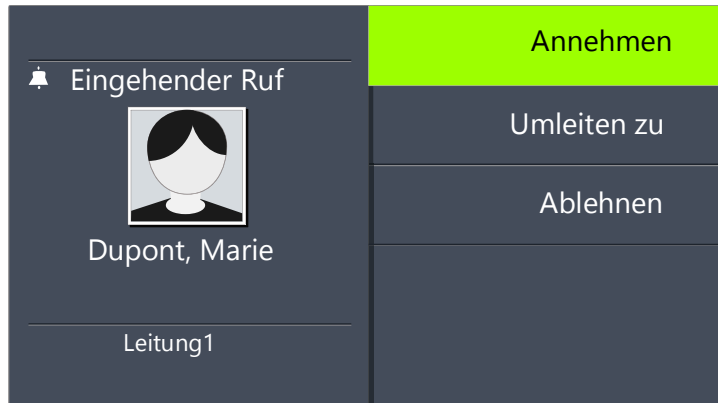 Eingehender Ruf
Dupont, Marie
Leitung1
Annehmen
Umleiten zu
Ablehnen